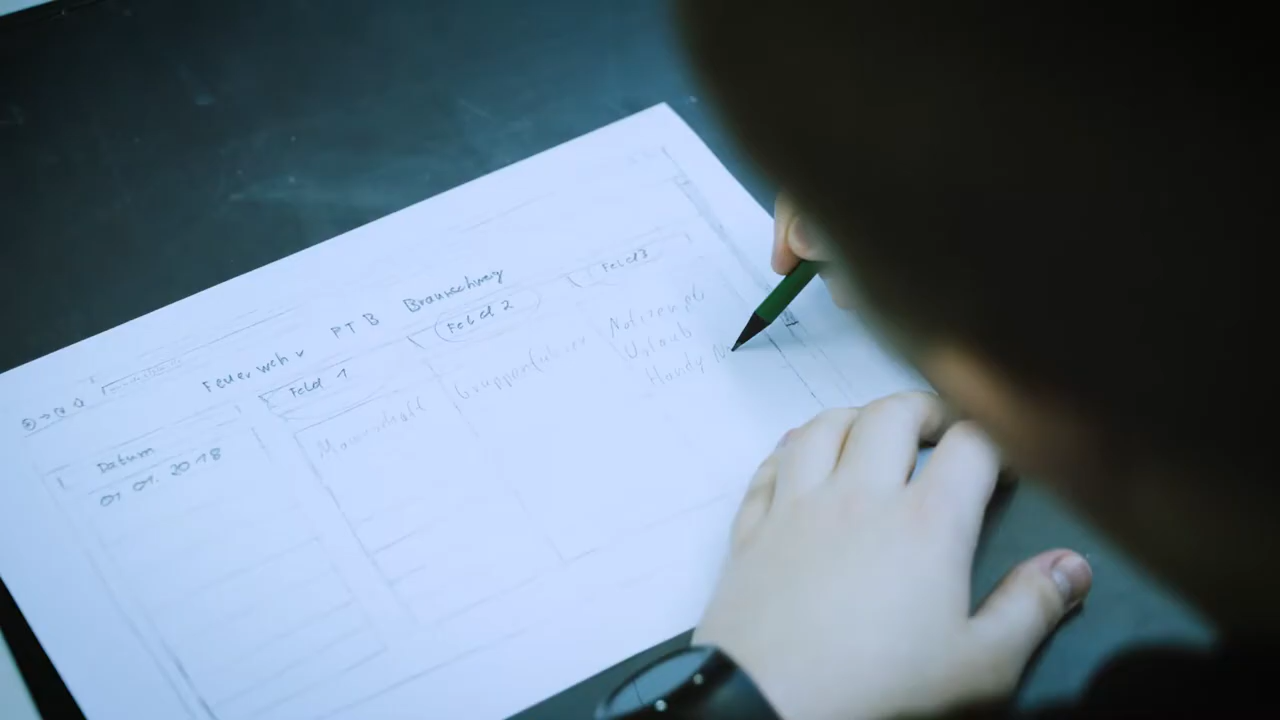 Feuerwehr PTB Braunschweig
Feld 1
Feld 2
Feld 3
Datum
01.01.2018
Mannschaft
Gruppenführer
Notizen
Urlaub
Handy